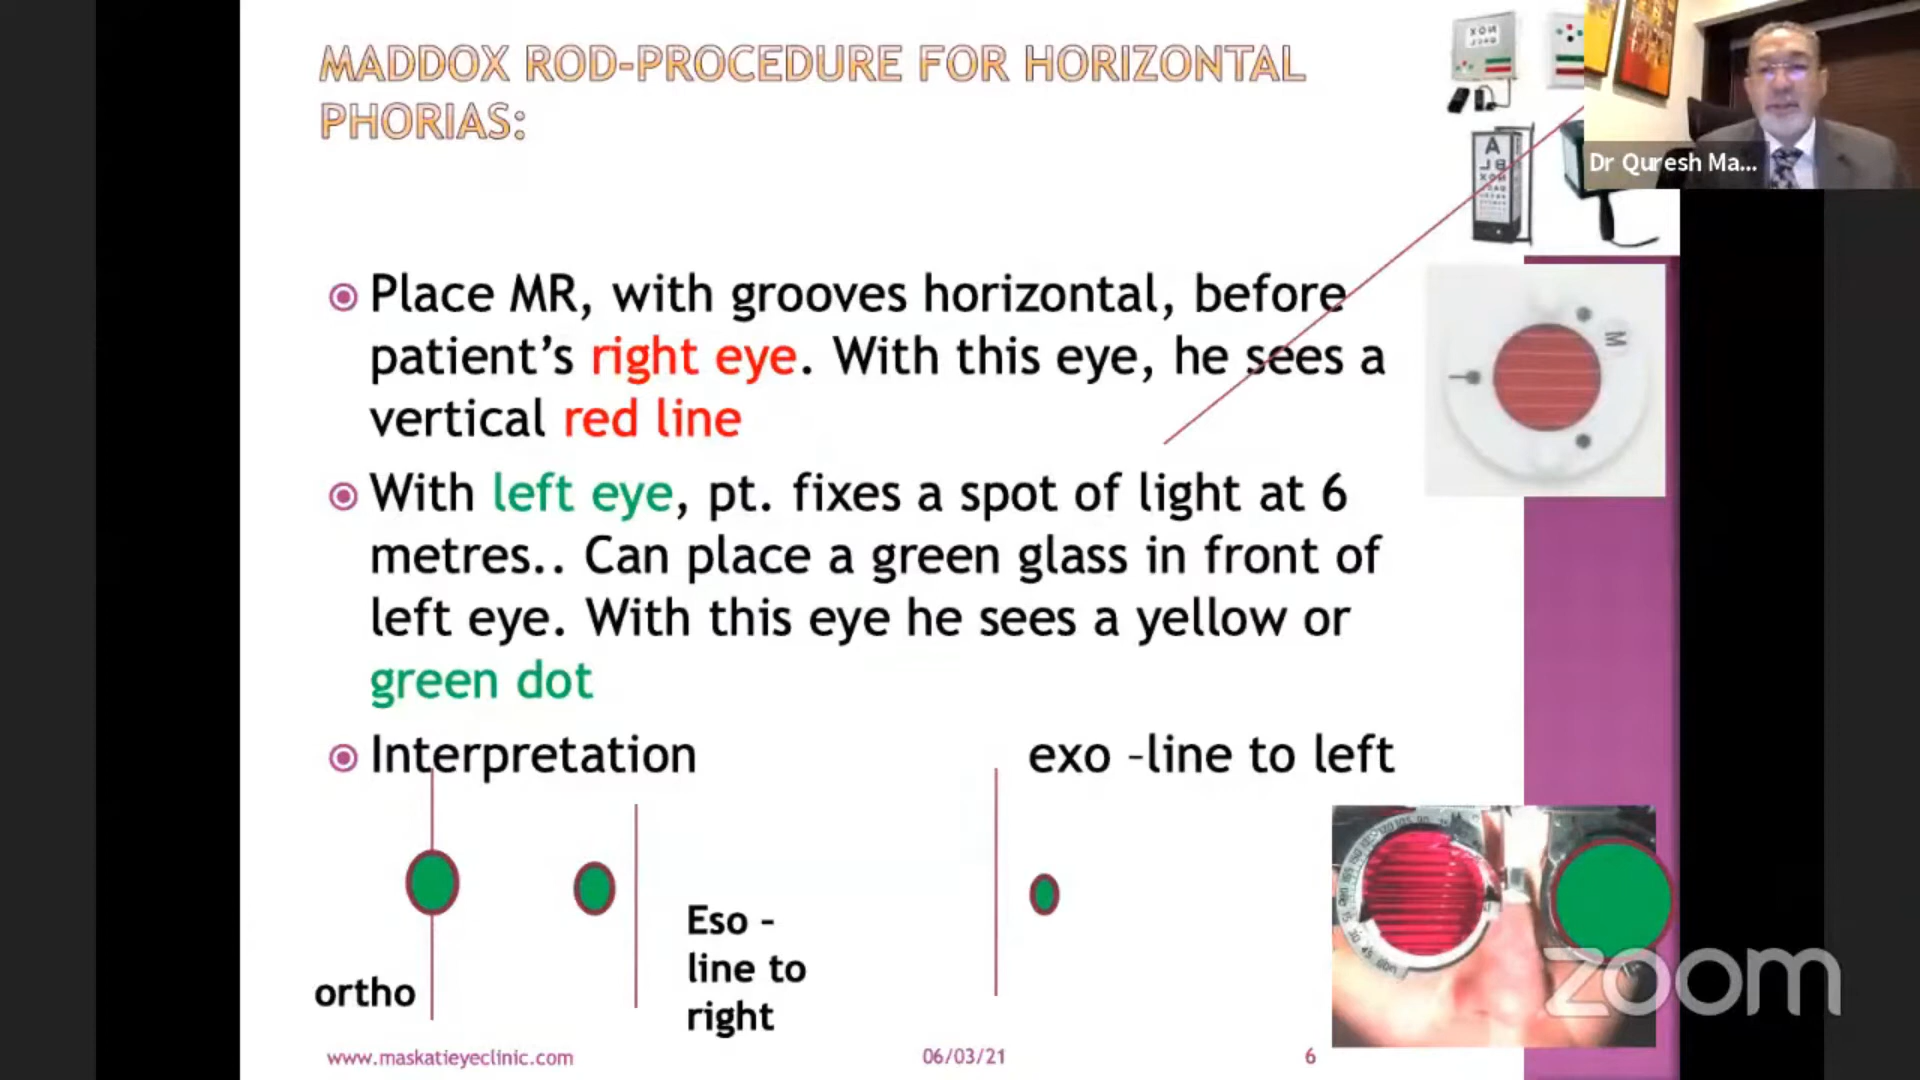 MADDOX ROD-PROCEDURE FOR HORIZONTAL
PHORIAS:
Dr Quresh Ma...
Place MR, with grooves horizontal, before
patient’s right eye. With this eye, he sees a
vertical red line
M
With left eye, pt. fixes a spot of light at 6
metres.. Can place a green glass in front of
left eye. With this eye he sees a yellow or
green dot
Interpretation
exo –line to left
ortho
Eso –
line to
right
zoom
www.maskatieyeclinic.com
06/03/21
6